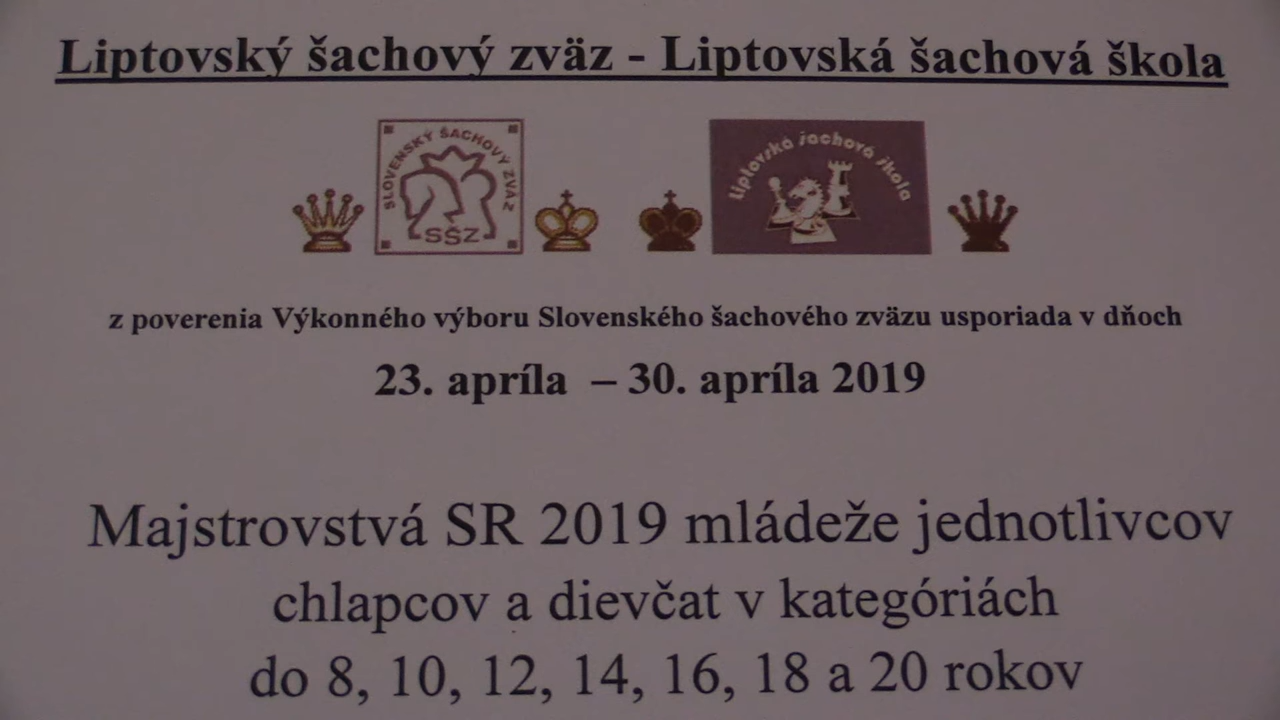 Liptovský šachový zväz - Liptovská šachová škola
SLOVENSKÝ ŠACHOVÝ ZVÄZ
SŠZ
Liptovská šachová škola
z poverenia Výkonného výboru Slovenského šachového zväzu usporiada v dňoch
23. apríla – 30. apríla 2019
Majstrovstvá SR 2019 mládeže jednotlivcov
chlapcov a dievčat v kategóriách
do 8, 10, 12, 14, 16, 18 a 20 rokov